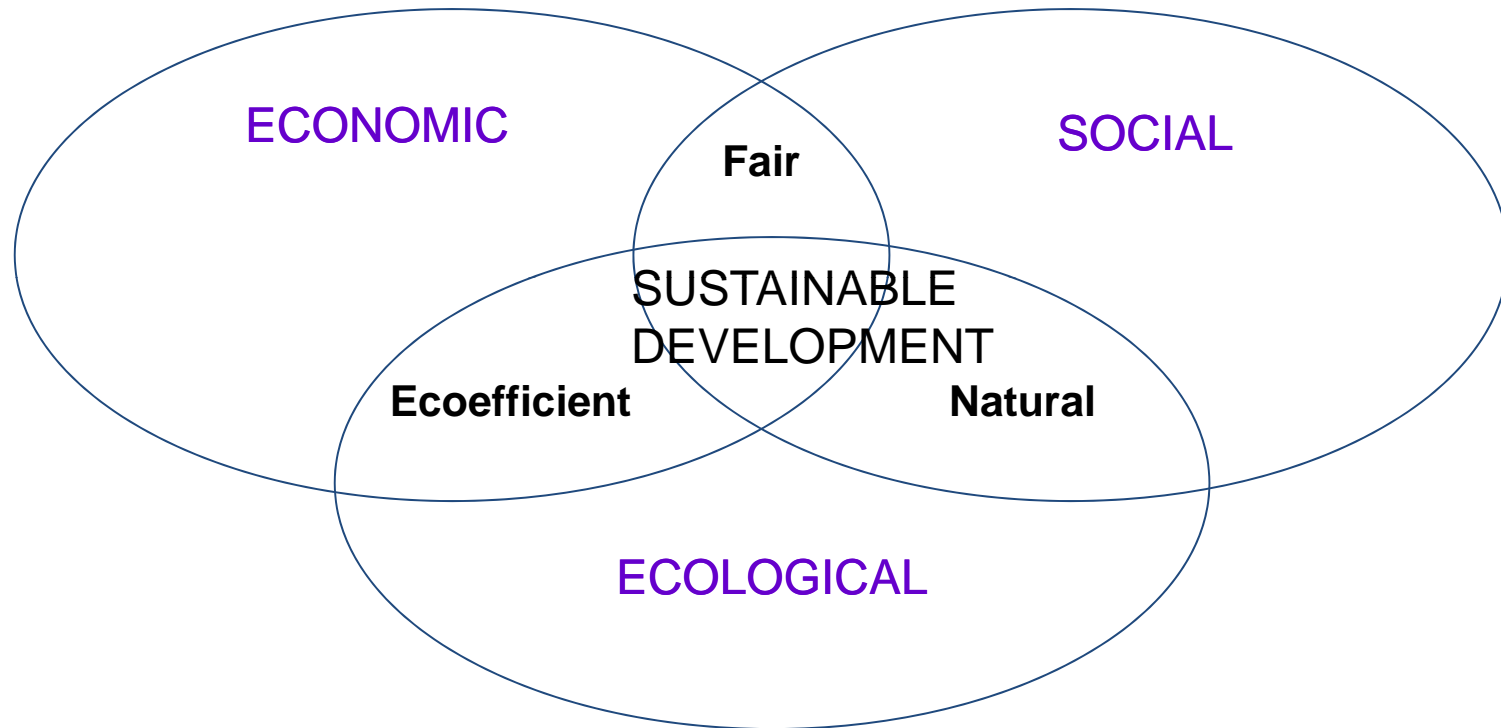 ECONOMIC
SOCIAL
Fair
SUSTAINABLE
DEVELOPMENT
Ecoefficient
Natural
ECOLOGICAL